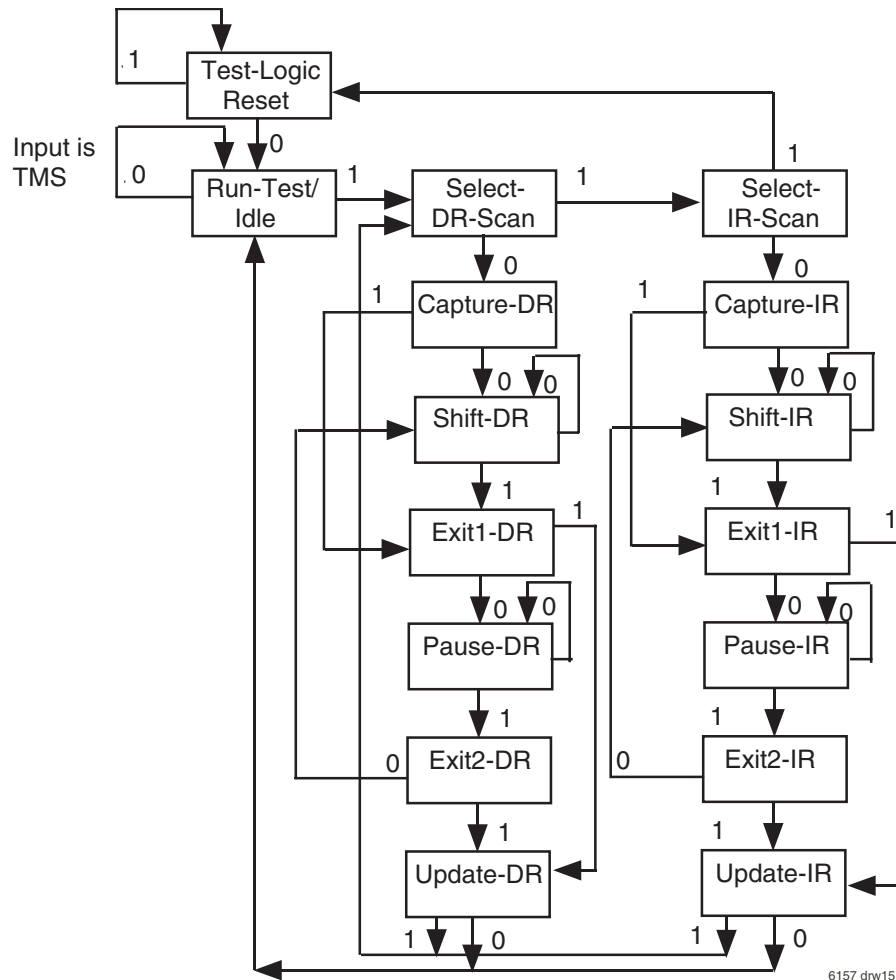 .1
Test-Logic
Reset
0
1
Input is
TMS
.0
Run-Test/
Idle
1
Select-
DR-Scan
1
Select-
IR-Scan
0
0
1
Capture-DR
1
Capture-IR
0
0
0
0
Shift-DR
Shift-IR
1
1
Exit1-DR
1
Exit1-IR
1
0
0
0
0
Pause-DR
Pause-IR
1
1
0
Exit2-DR
0
Exit2-IR
1
1
Update-DR
Update-IR
1
0
1
0
6157 drw15